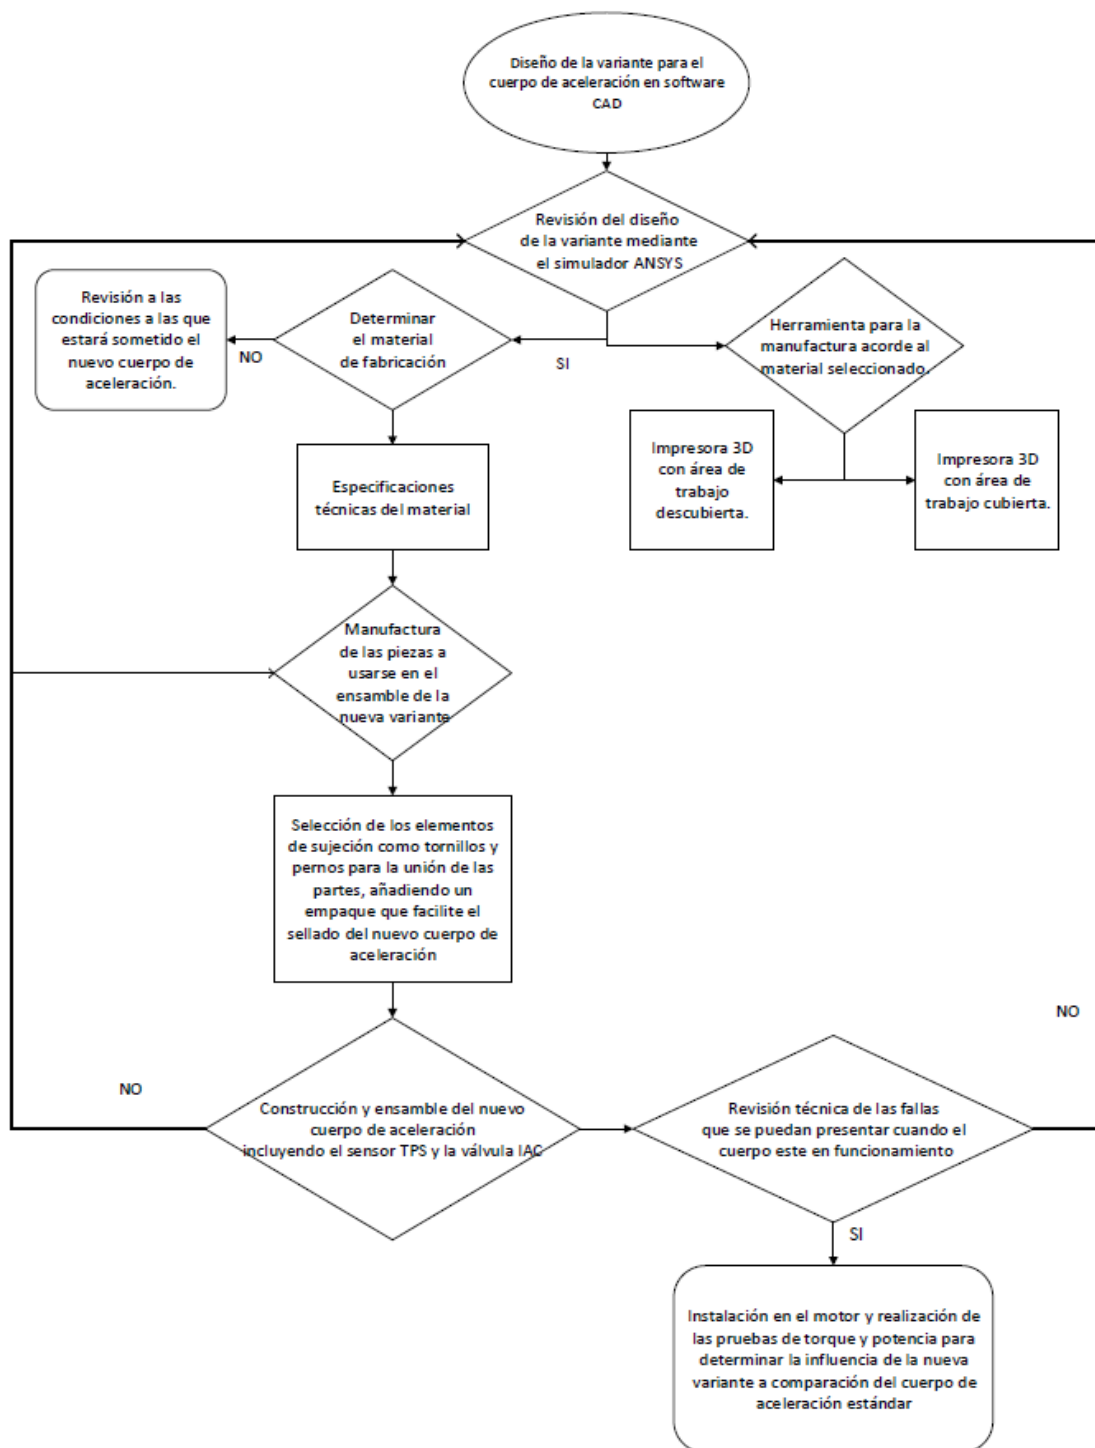 Diseño de la variante para el
cuerpo de aceleración en software
CAD
Revisión del diseño
de la variante mediante
el simulador ANSYS
Revisión a las
condiciones a las que
estará sometido el
nuevo cuerpo de
aceleración.
NO
Determinar
el material
de fabricación
SI
Herramienta para la
manufactura acorde al
material seleccionado.
Impresora 3D
con área de
trabajo
descubierta.
Impresora 3D
con área de
trabajo cubierta.
Especificaciones
técnicas del material
Manufactura
de las piezas a
usarse en el
ensamble de la
nueva variante
Selección de los elementos
de sujeción como tornillos y
pernos para la unión de las
partes, añadiendo un
empaque que facilite el
sellado del nuevo cuerpo de
aceleración
NO
NO
Construcción y ensamble del nuevo
cuerpo de aceleración
incluyendo el sensor TPS y la válvula IAC
Revisión técnica de las fallas
que se puedan presentar cuando el
cuerpo este en funcionamiento
SI
Instalación en el motor y realización de
las pruebas de torque y potencia para
determinar la influencia de la nueva
variante a comparación del cuerpo de
aceleración estándar